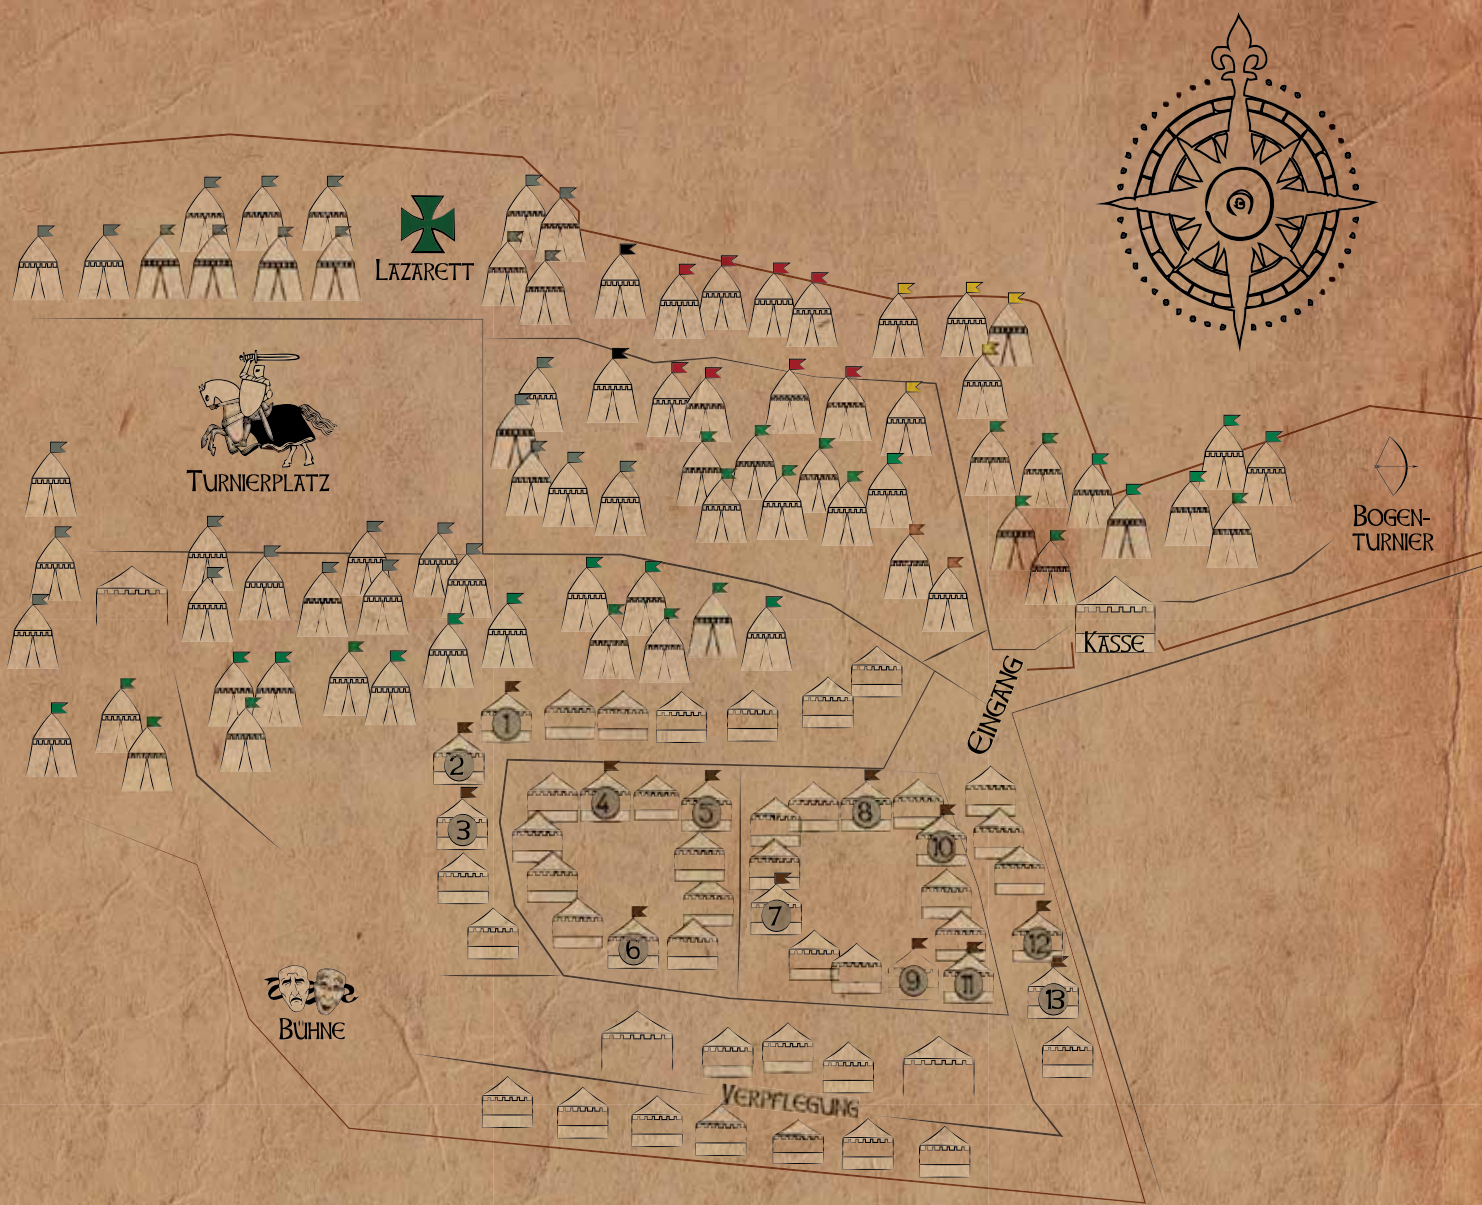 Lazarett
Turnierplatz
Bogen-
turnier
Kasse
Eingang
1
2
3
4
5
6
7
8
9
10
11
12
13
Bühne
Verpflegung